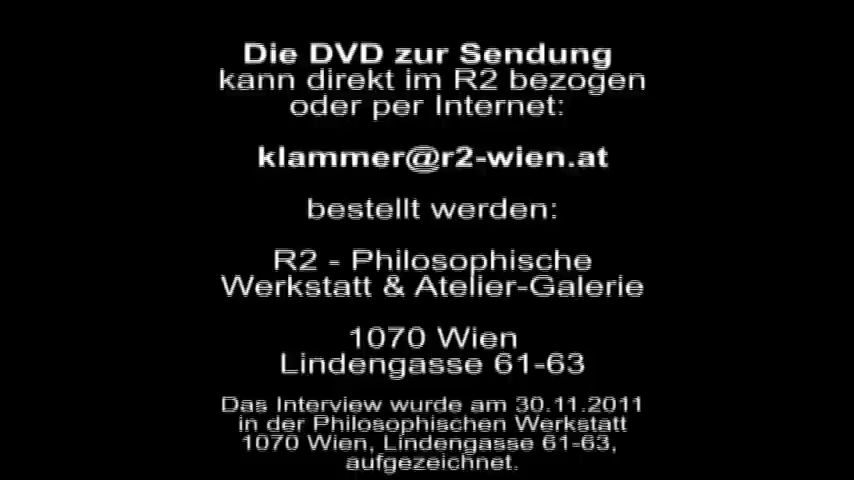 Die DVD zur Sendung
kann direkt im R2 bezogen
oder per Internet:
klammer@r2-wien.at
bestellt werden:
R2 - Philosophische
Werkstatt & Atelier-Galerie
1070 Wien
Lindengasse 61-63
Das Interview wurde am 30.11.2011
in der Philosophischen Werkstatt
1070 Wien, Lindengasse 61-63,
aufgezeichnet.